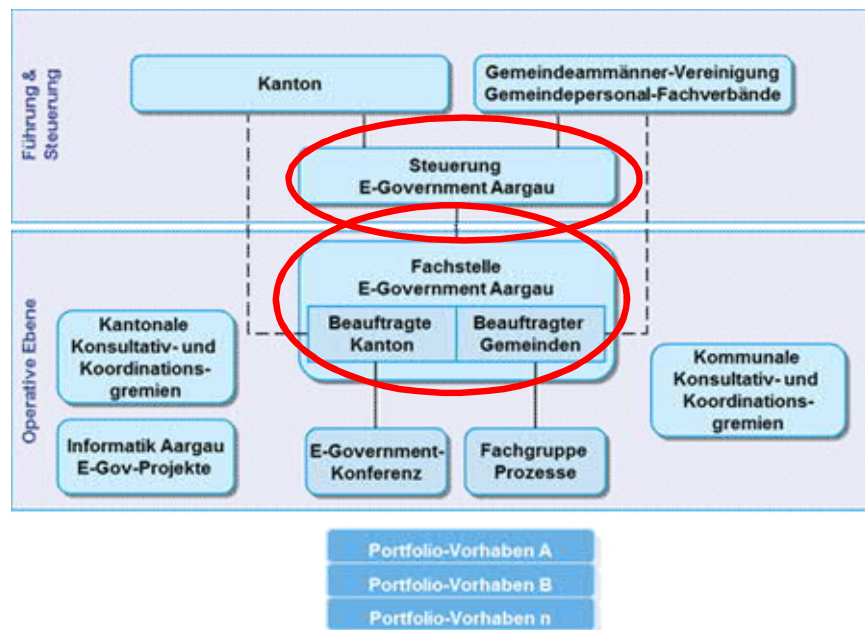 Führung &
Steuerung
Kanton
Gemeindeammänner-Vereinigung
Gemeindepersonal-Fachverbände
Steuerung
E-Government Aargau
Operative Ebene
Fachstelle
E-Government Aargau
Beauftragte
Kanton
Beauftragter
Gemeinden
Kantonale
Konsultativ- und
Koordinations-
gremien
Kommunale
Konsultativ- und
Koordinations-
gremien
Informatik Aargau
E-Gov-Projekte
E-Government-
Konferenz
Fachgruppe
Prozesse
Portfolio-Vorhaben A
Portfolio-Vorhaben B
Portfolio-Vorhaben n